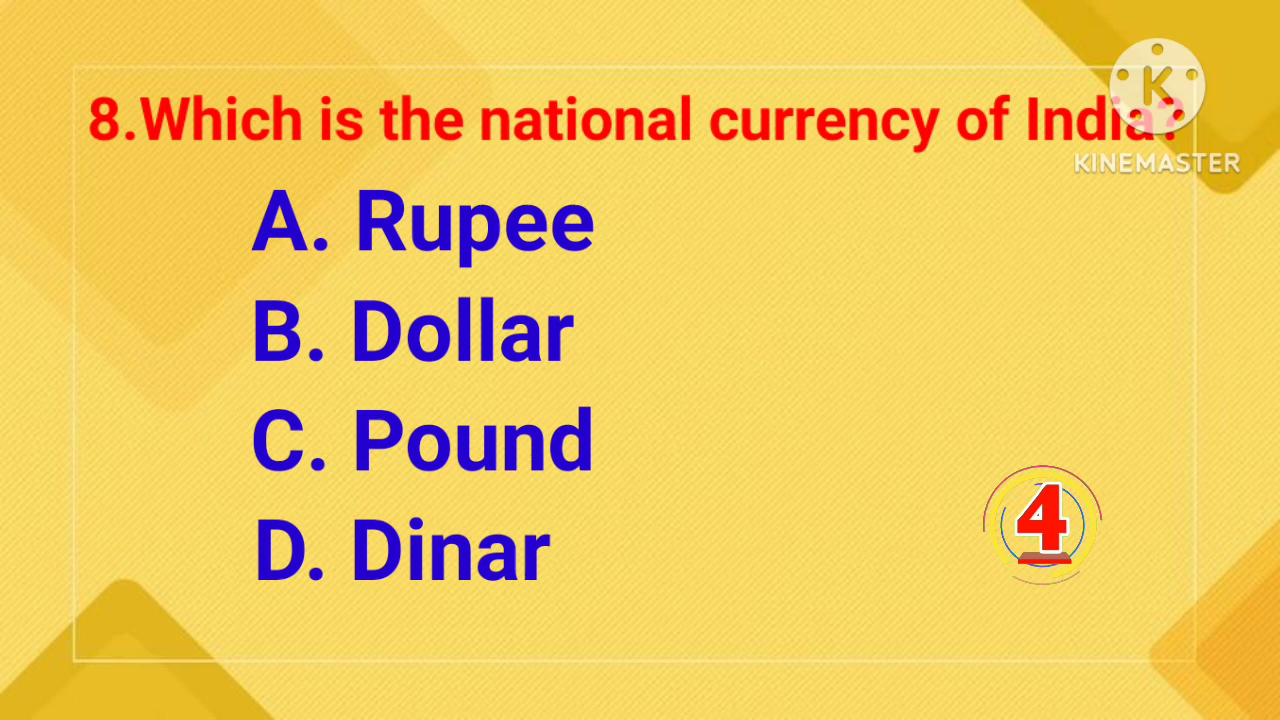 8.Which is the national currency of India?
K
KINEMASTER
A. Rupee
B. Dollar
C. Pound
D. Dinar
4